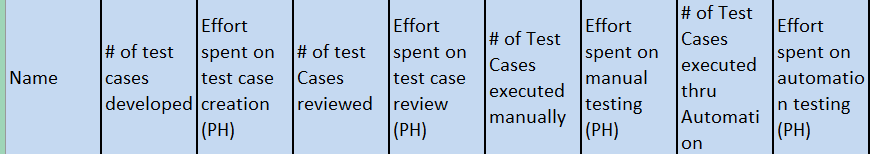 Name
# of test
cases
developed
Effort
spent on
test case
creation
(PH)
# of test
Cases
reviewed
Effort
spent on
test case
review
(PH)
# of Test
Cases
executed
manually
Effort
spent on
manual
testing
(PH)
# of Test
Cases
executed
thru
Automati
on
Effort
spent on
automatio
n testing
(PH)